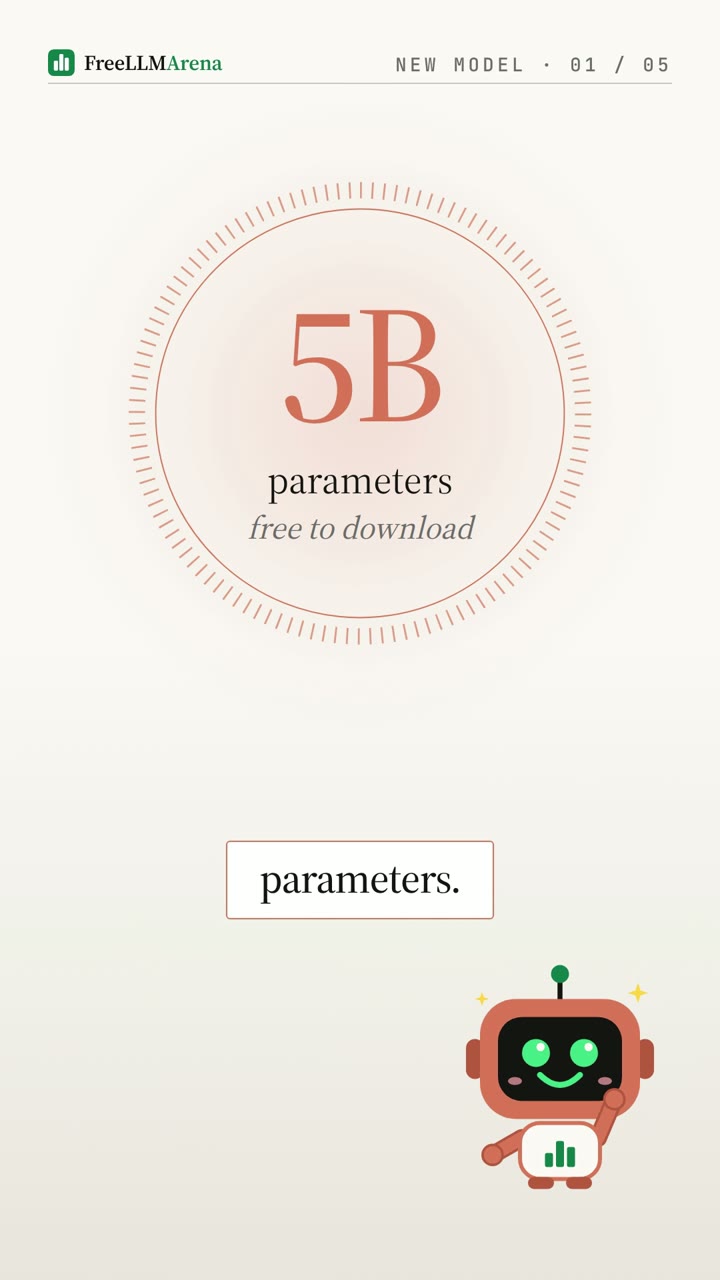 FreeLLMArena
NEW MODEL · 01 / 05
5B
parameters
free to download
parameters.